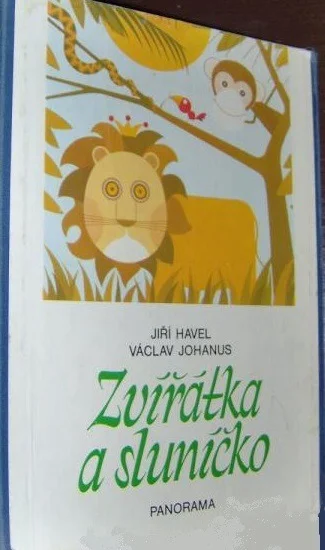 JIŘÍ HAVEL
VÁCLAV JOHANUS
Zvířátka
a sluníčko
PANORAMA